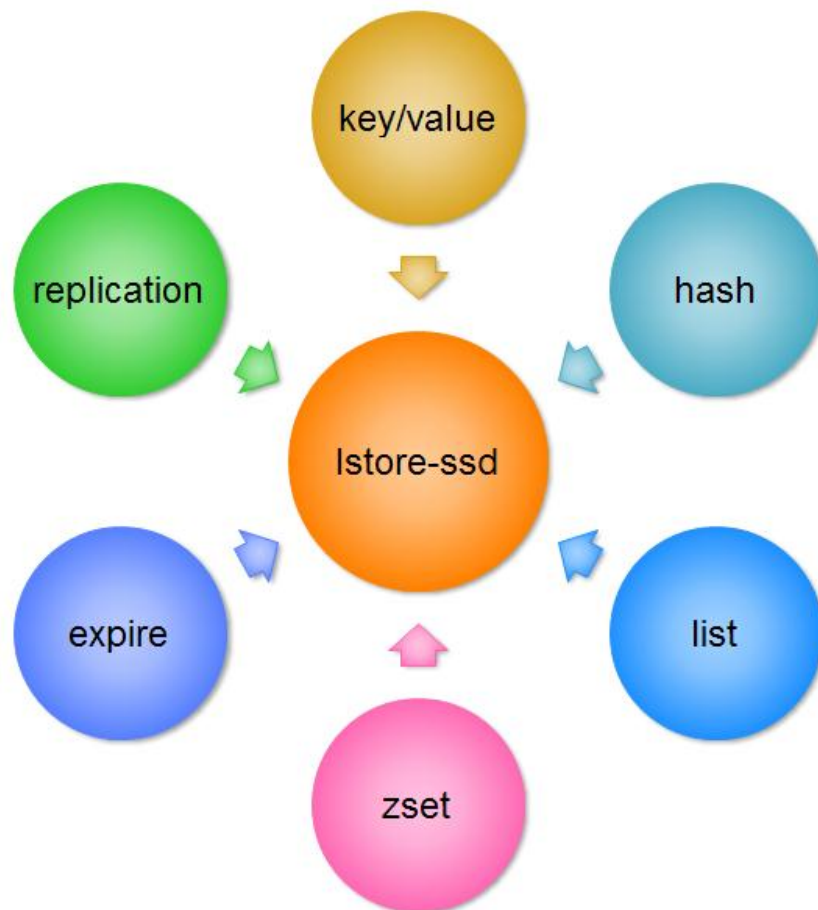 key/value
replication
hash
lstore-ssd
expire
list
zset